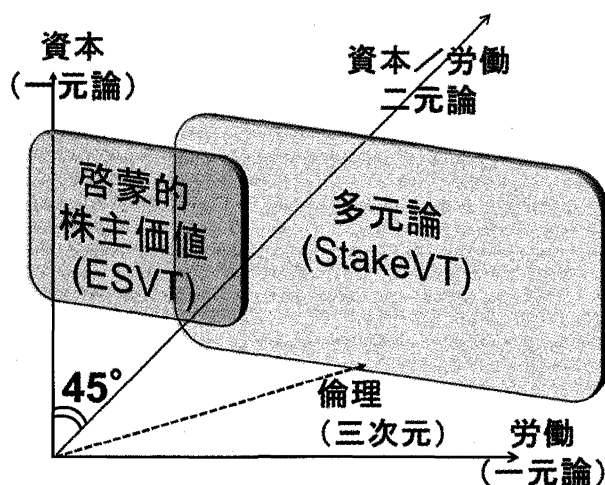 資本
(一元論)
資本／労働
二元論
啓蒙的
株主価値
(ESVT)
多元論
(StakeVT)
45°
倫理
(三次元)
労働
(一元論)